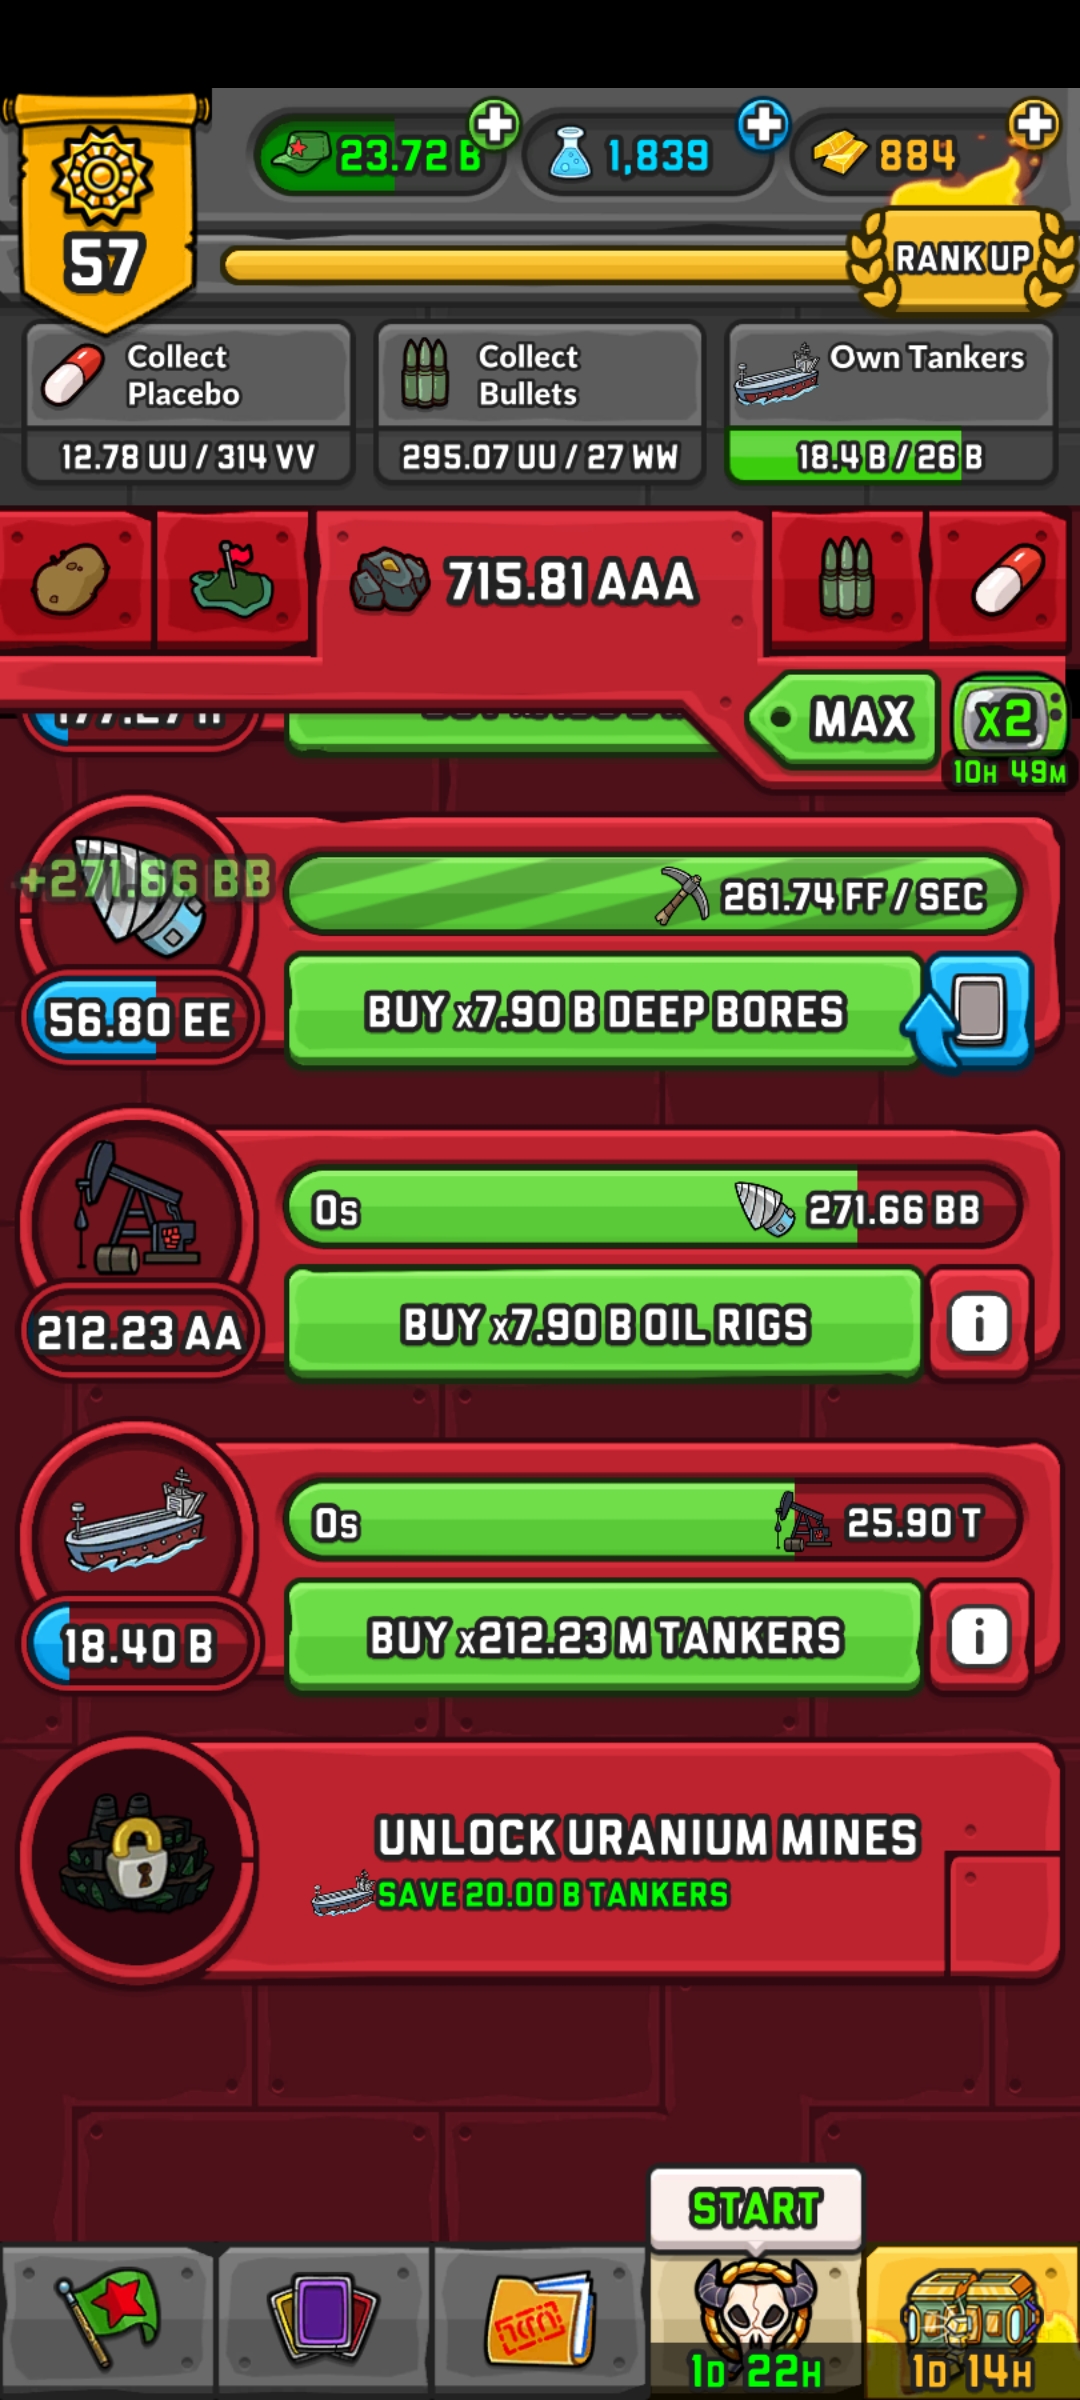 23.72 B
1,839
884
57
RANK UP
Collect Placebo
12.78 UU / 314 VV
Collect Bullets
295.07 UU / 27 WW
Own Tankers
18.4 B / 26 B
715.81 AAA
MAX
x2
10H 49M
+271.66 BB
261.74 FF / SEC
56.80 EE
BUY x7.90 B DEEP BORES
0s
271.66 BB
212.23 AA
BUY x7.90 B OIL RIGS
i
0s
25.90 T
18.40 B
BUY x212.23 M TANKERS
i
UNLOCK URANIUM MINES
SAVE 20.00 B TANKERS
START
1D 22H
1D 14H